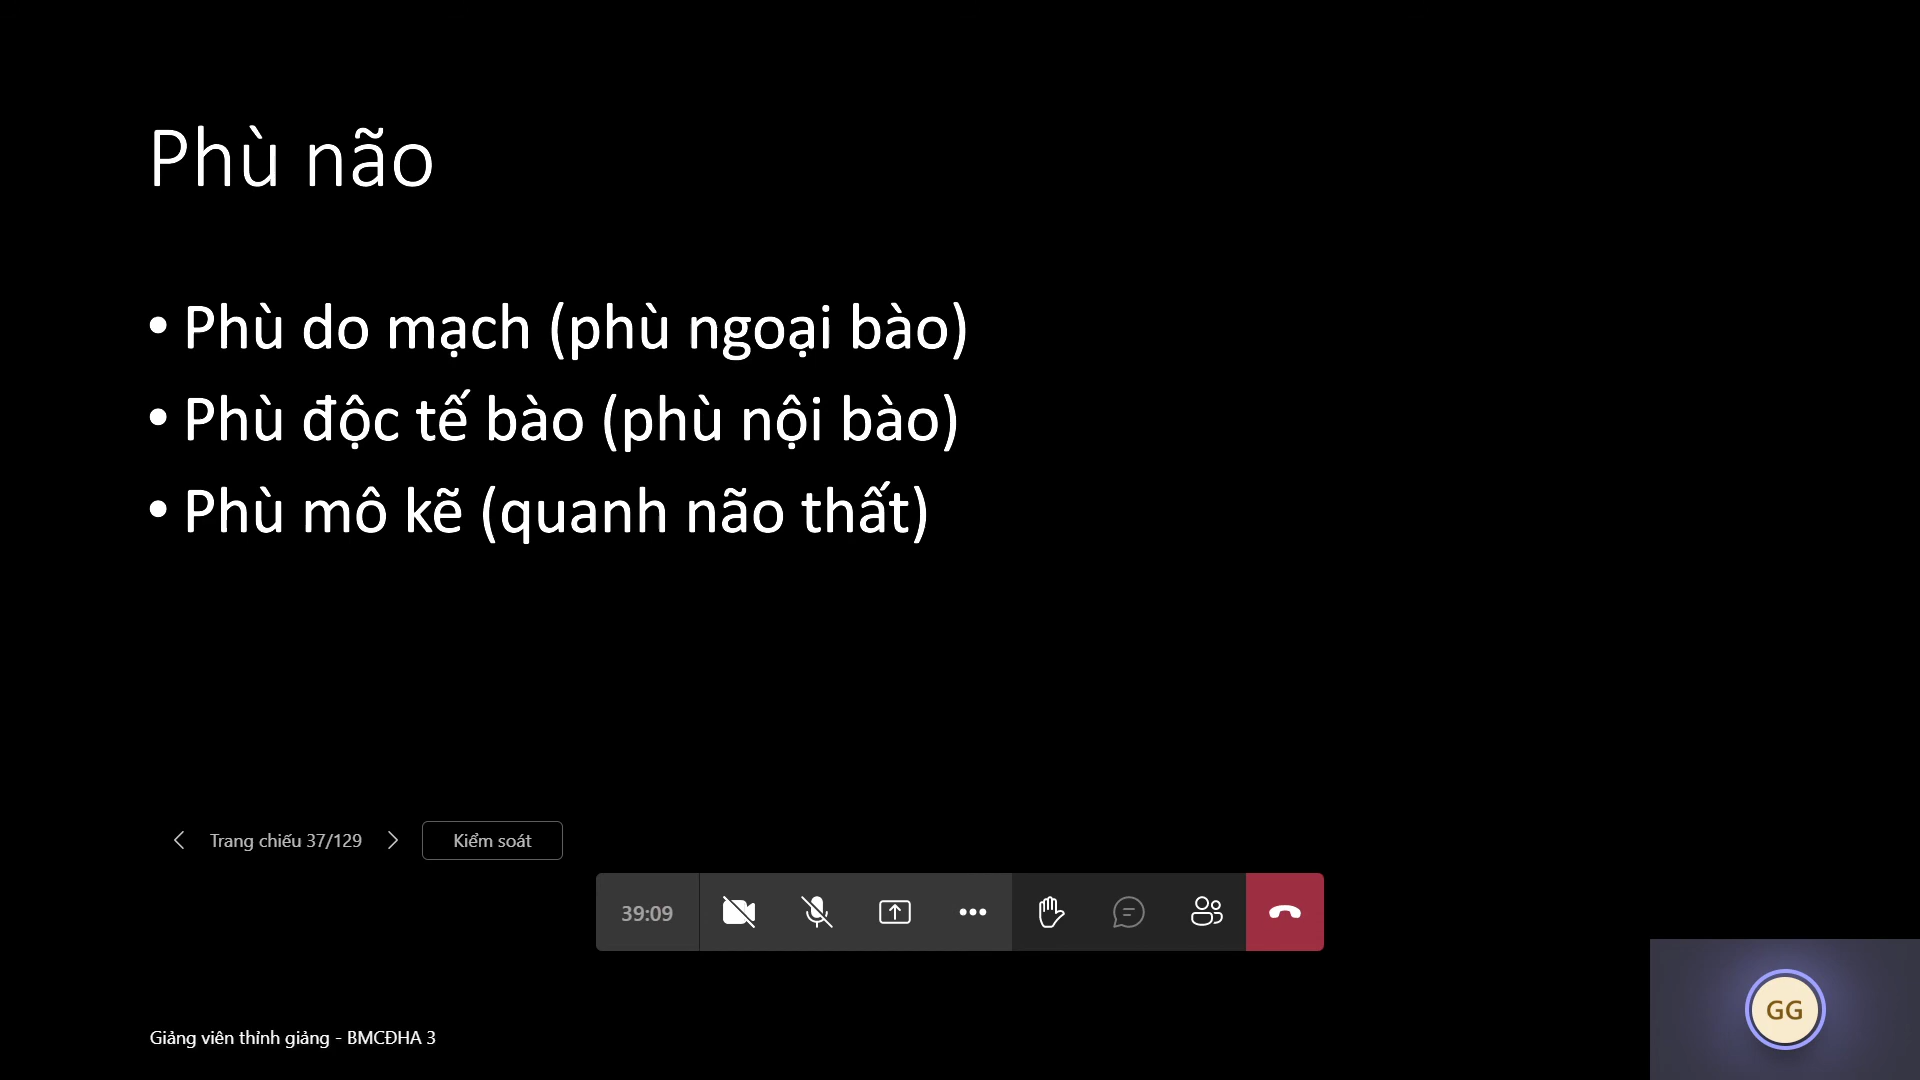 Phù não
• Phù do mạch (phù ngoại bào)
• Phù độc tế bào (phù nội bào)
• Phù mô kẽ (quanh não thất)
Trang chiếu 37/129
Kiểm soát
39:09
GG
Giảng viên thỉnh giảng - BMCĐHA 3